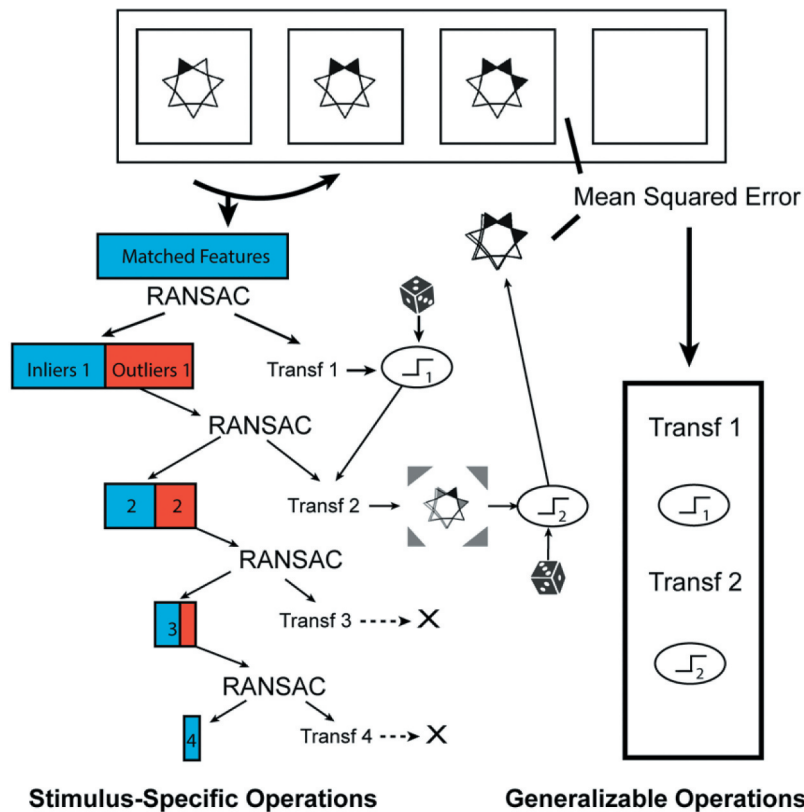 Mean Squared Error
Matched Features
RANSAC
Inliers 1 Outliers 1
Transf 1
1
RANSAC
Transf 1
2 2
Transf 2
2
1
RANSAC
Transf 2
3
Transf 3
X
2
RANSAC
4
Transf 4
X
Stimulus-Specific Operations
Generalizable Operations